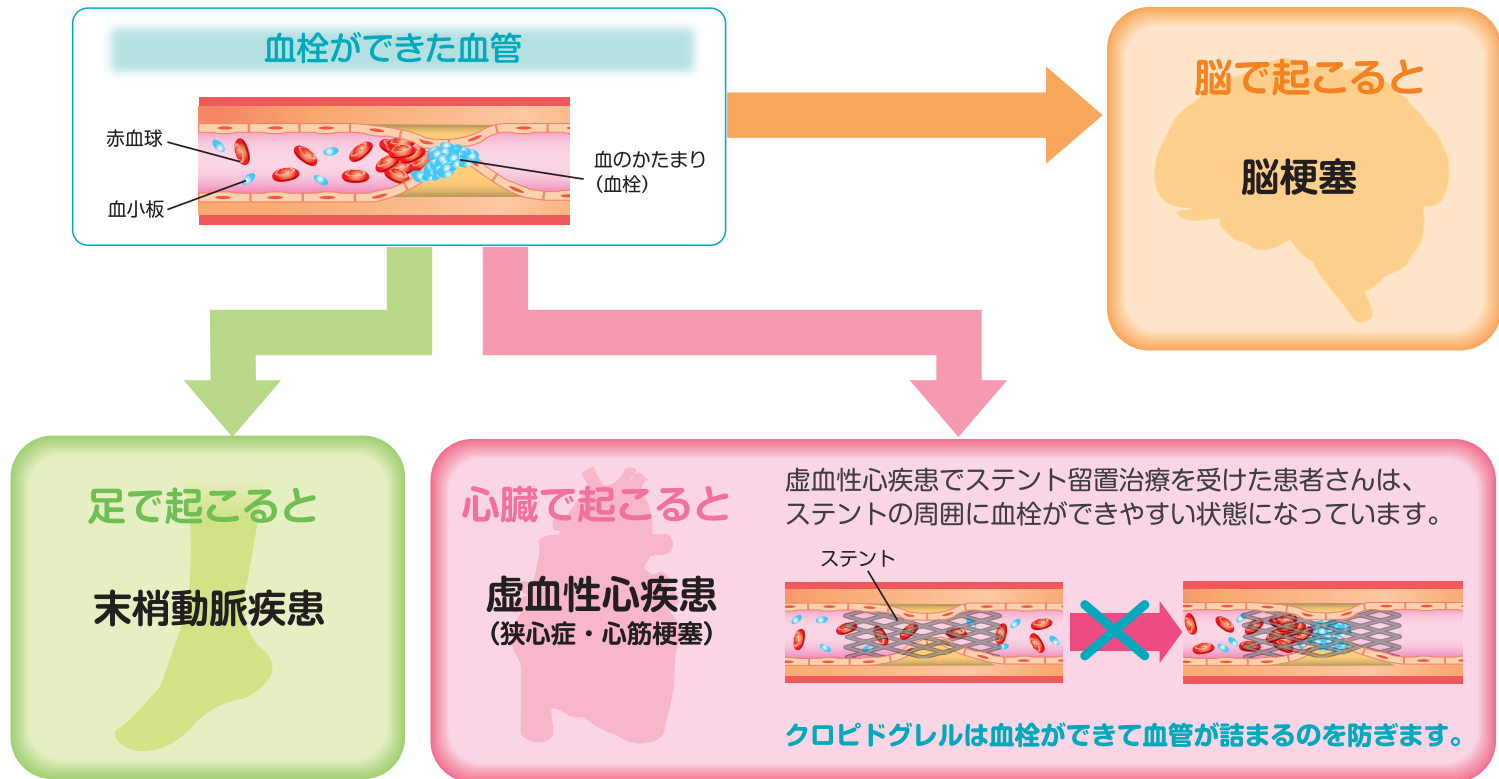 血栓ができた血管
赤血球
血小板
血のかたまり
（血栓）
脳で起こると
脳梗塞
足で起こると
末梢動脈疾患
心臓で起こると
虚血性心疾患
（狭心症・心筋梗塞）
虚血性心疾患でステント留置治療を受けた患者さんは、
ステントの周囲に血栓ができやすい状態になっています。
ステント
クロピドグレルは血栓ができて血管が詰まるのを防ぎます。